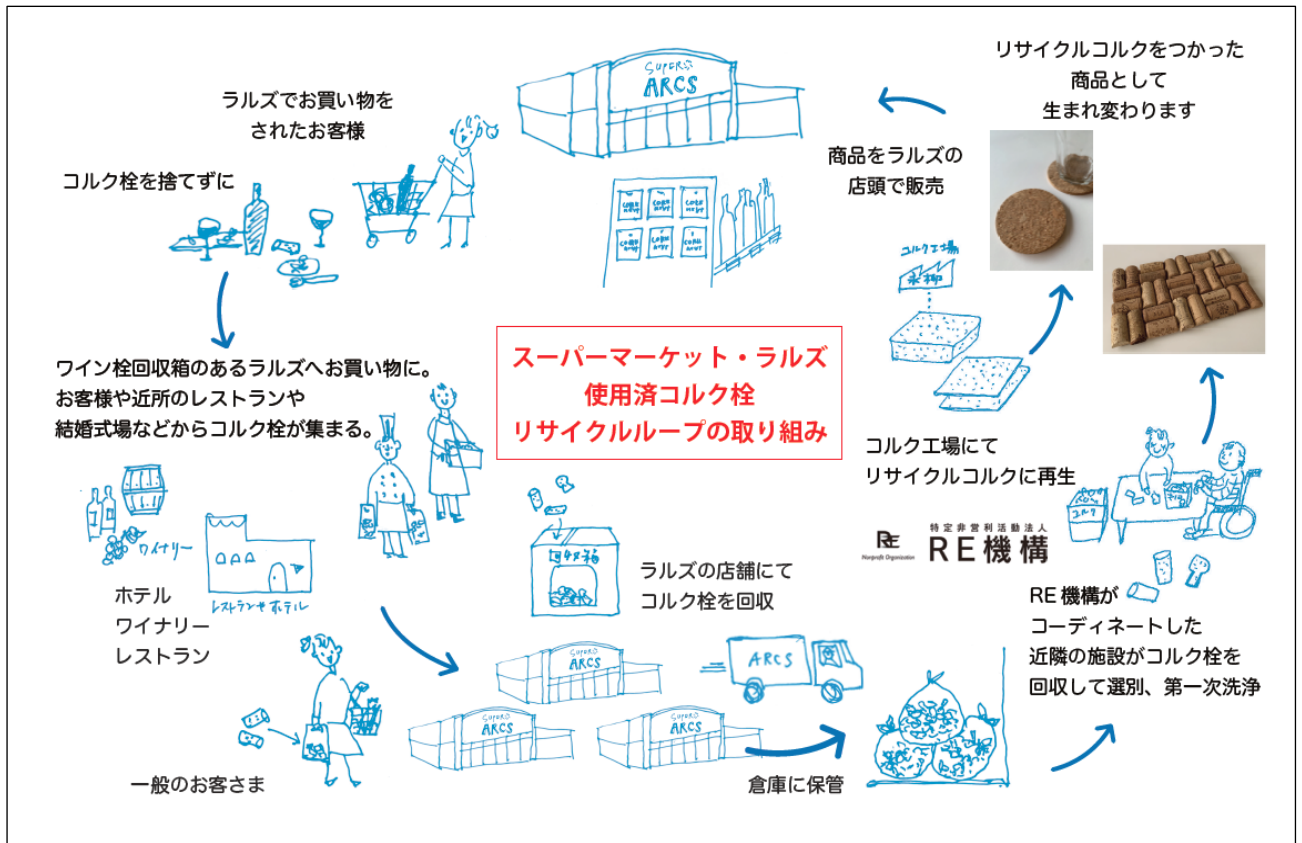 SUPER
ARCS
リサイクルコルクをつかった
商品として
生まれ変わります
ラルズでお買い物を
されたお客様
商品をラルズの
店頭で販売
コルク栓を捨てずに
コルク工場
永柳
ワイン栓回収箱のあるラルズへお買い物に。
お客様や近所のレストランや
結婚式場などからコルク栓が集まる。
スーパーマーケット・ラルズ
使用済コルク栓
リサイクルループの取り組み
コルク工場にて
リサイクルコルクに再生
コルク
ワイナリー
レストランやホテル
ホテル
ワイナリー
レストラン
回収箱
ラルズの店舗にて
コルク栓を回収
RE
Nonprofit Organization
特定非営利活動法人
RE機構
RE機構が
コーディネートした
近隣の施設がコルク栓を
回収して選別、第一次洗浄
SUPER
ARCS
ARCS
SUPER
ARCS
SUPER
ARCS
一般のお客さま
倉庫に保管